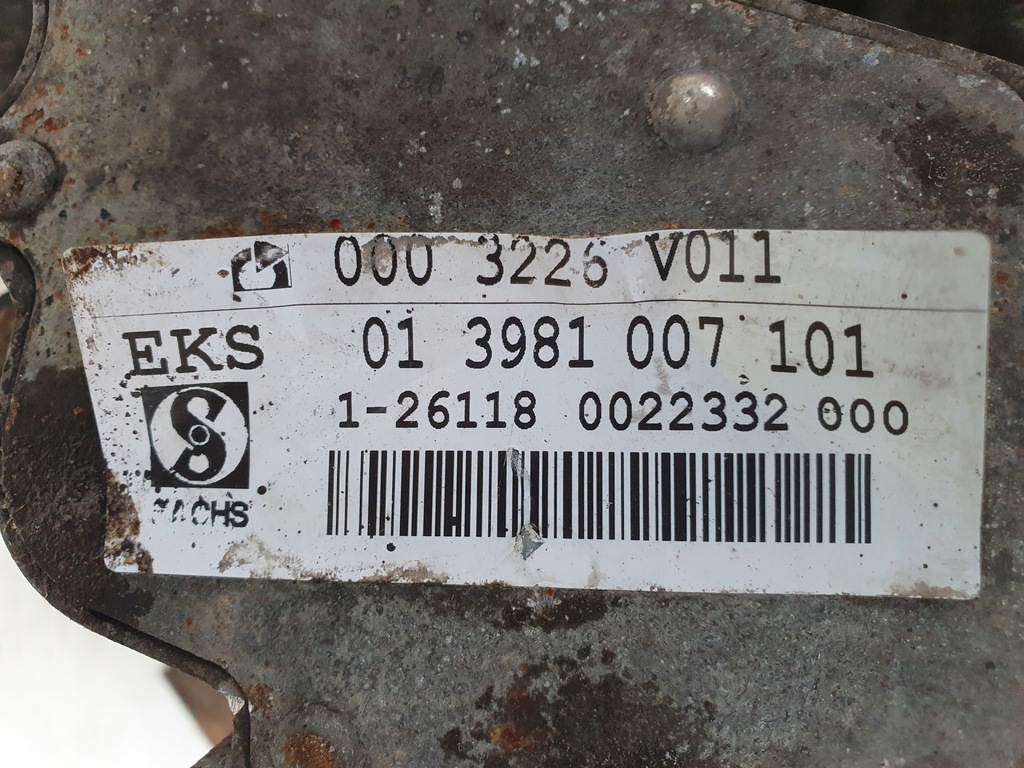 000 3226 V011
EKS 01 3981 007 101
1-26118 0022332 000
SACHS